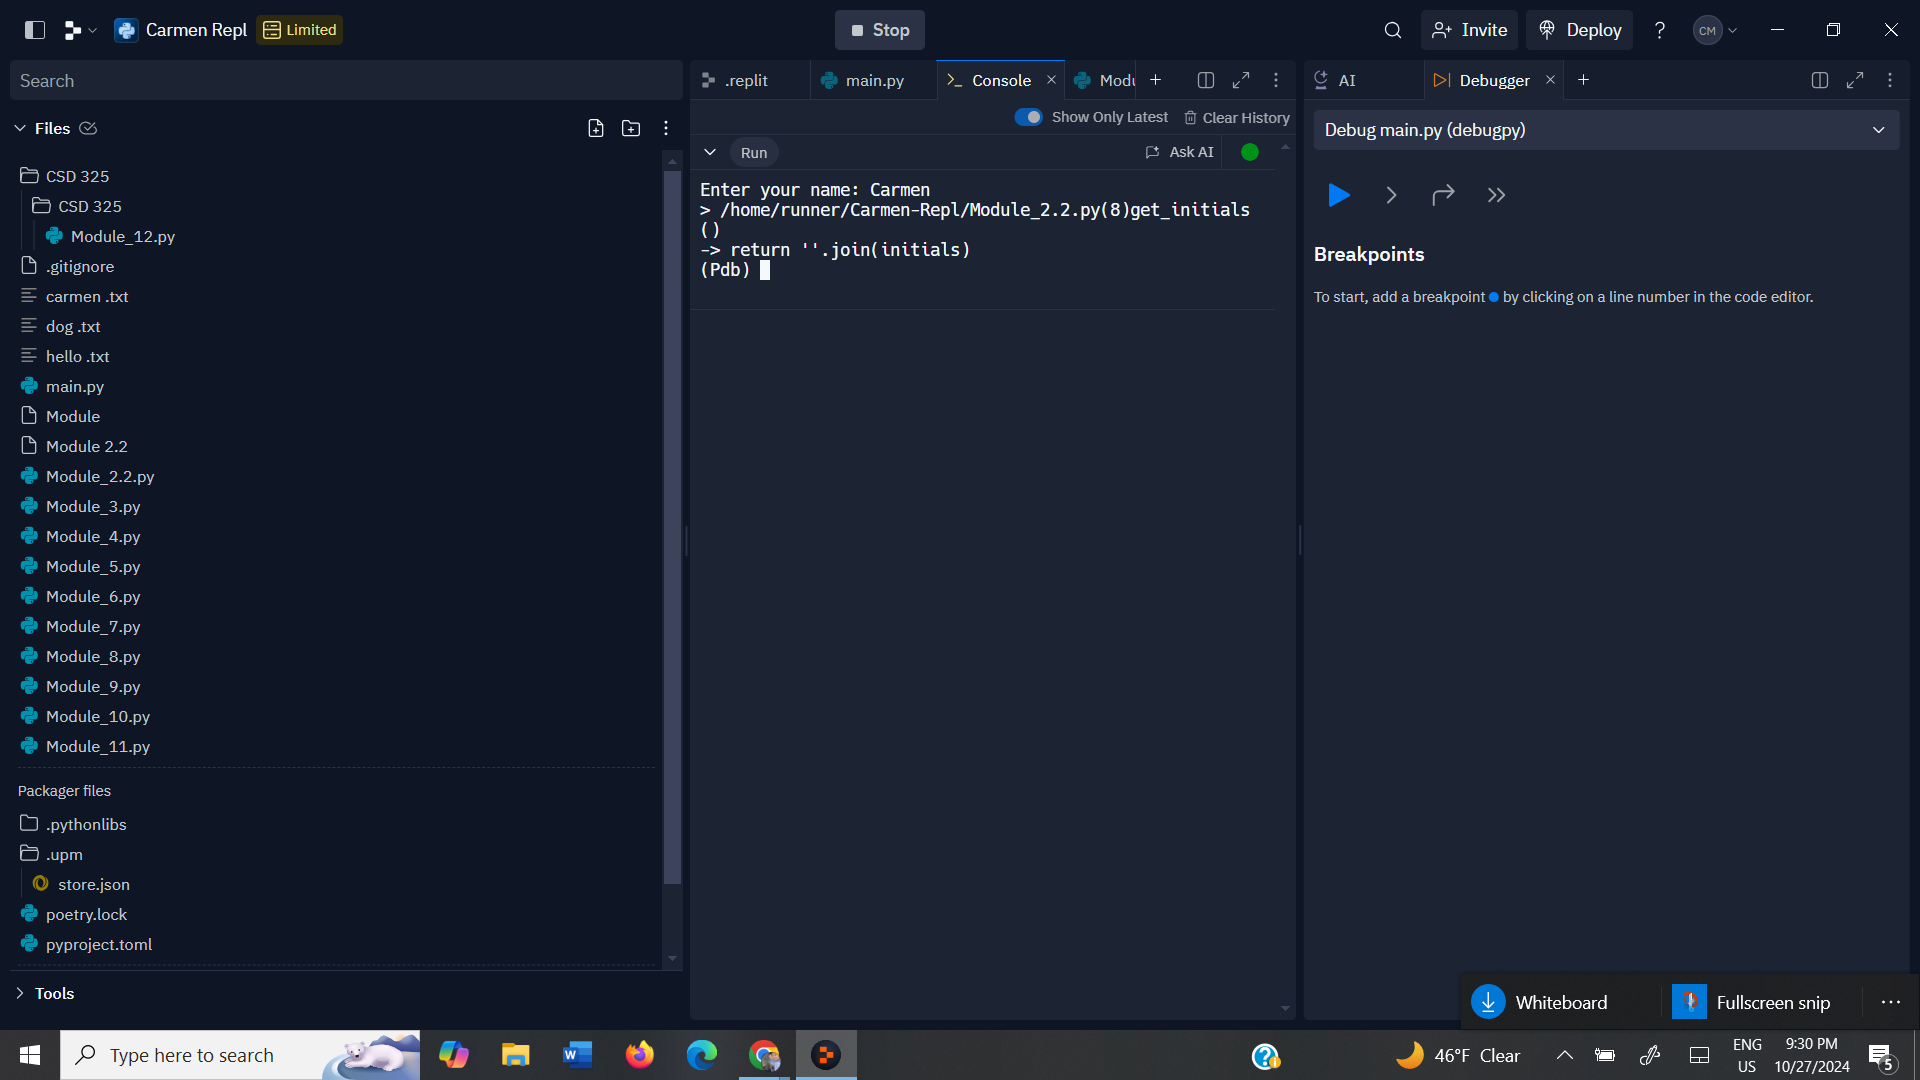 Carmen Repl
Limited
Stop
Invite
Deploy
?
CM
Search
Files
CSD 325
CSD 325
Module_12.py
.gitignore
carmen .txt
dog .txt
hello .txt
main.py
Module
Module 2.2
Module_2.2.py
Module_3.py
Module_4.py
Module_5.py
Module_6.py
Module_7.py
Module_8.py
Module_9.py
Module_10.py
Module_11.py
Packager files
.pythonlibs
.upm
store.json
poetry.lock
pyproject.toml
Tools
.replit
main.py
Console
Modu
Show Only Latest
Clear History
Run
Ask AI
Enter your name: Carmen
> /home/runner/Carmen-Repl/Module_2.2.py(8)get_initials
()
-> return ''.join(initials)
(Pdb)
AI
Debugger
Debug main.py (debugpy)
Breakpoints
To start, add a breakpoint by clicking on a line number in the code editor.
Whiteboard
Fullscreen snip
Type here to search
46°F Clear
ENG
US
9:30 PM
10/27/2024
5